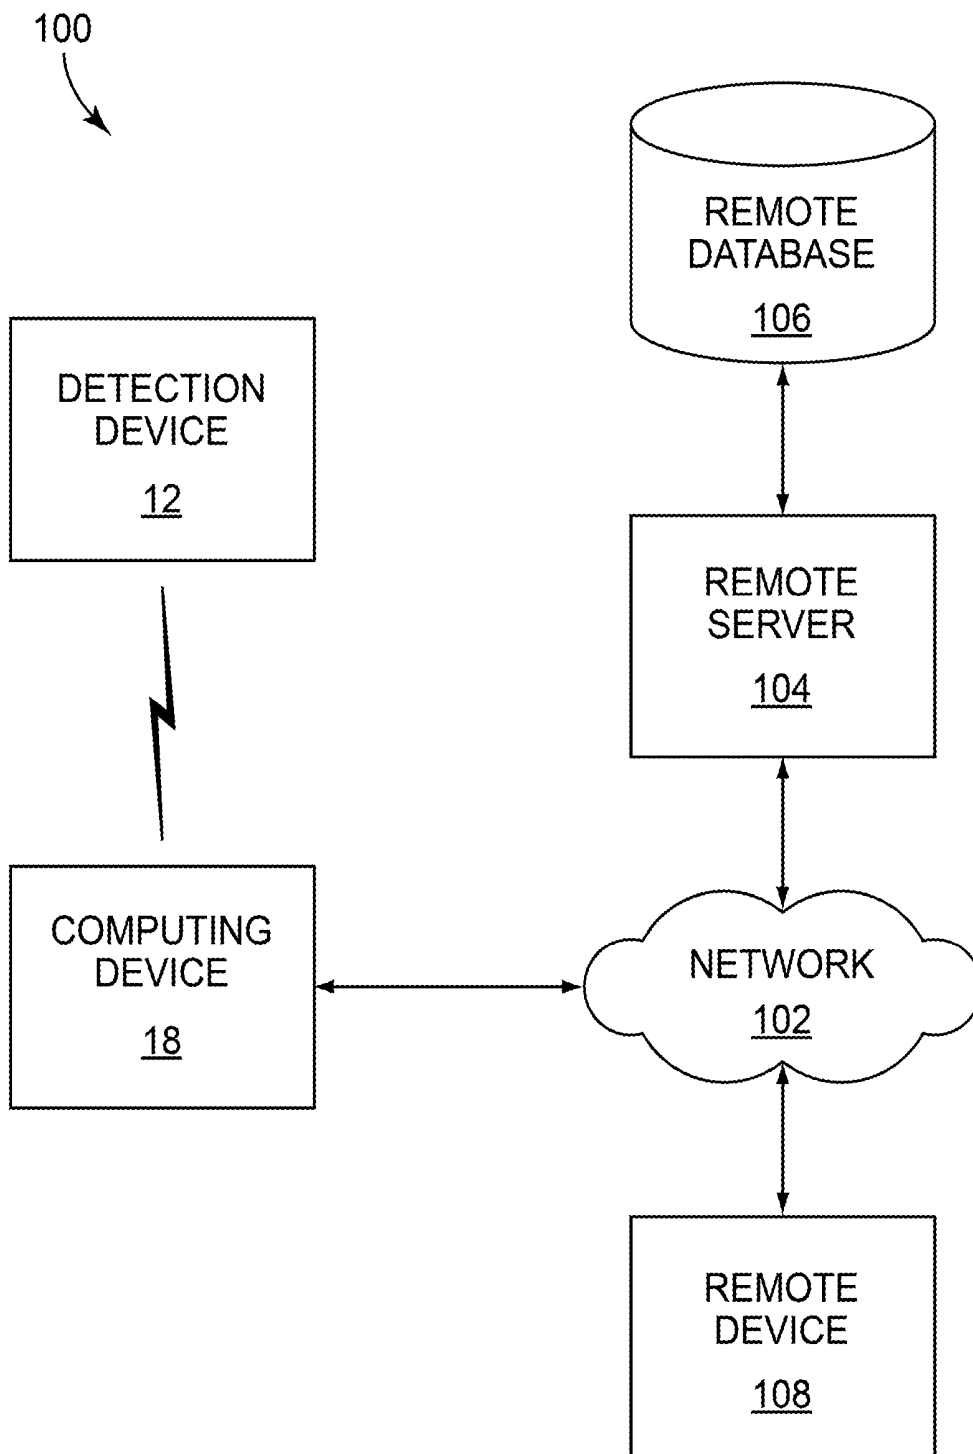 100
REMOTE
DATABASE
106
DETECTION
DEVICE
12
REMOTE
SERVER
104
COMPUTING
DEVICE
18
NETWORK
102
REMOTE
DEVICE
108